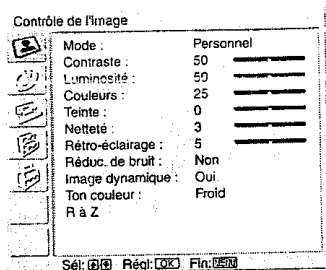 Contrôle de l'image
Mode : Personnel
Contraste : 50
Luminosité : 50
Couleurs : 25
Teinte : 0
Netteté : 3
Rétro-éclairage : 5
Réduc. de bruit : Non
Image dynamique : Oui
Ton couleur : Froid
R à Z
Sél: Régl: OK Fin: MENU